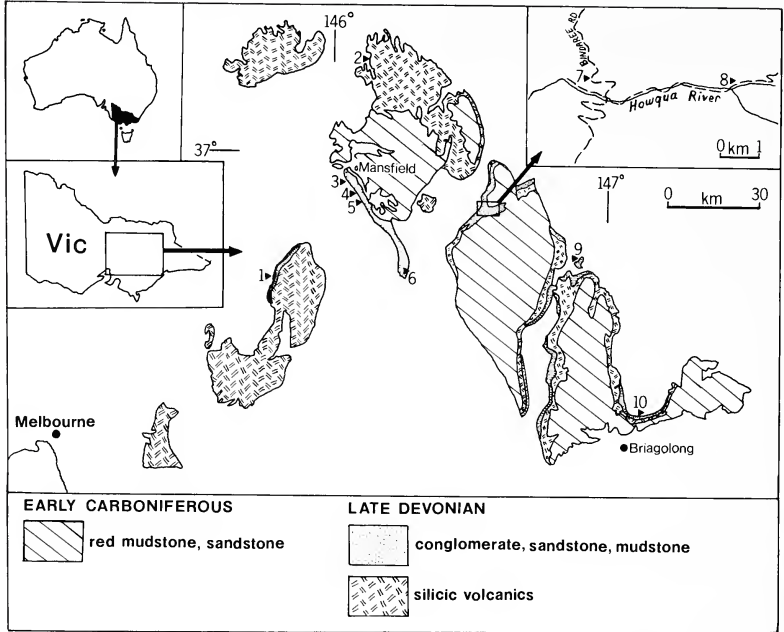 146°
BINDAREE RD
2
7
8
Howqua River
37°
0 km 1
Mansfield
3
4
5
147°
0 km 30
Vic
9
1
6
10
Melbourne
Briagolong
EARLY CARBONIFEROUS
LATE DEVONIAN
red mudstone, sandstone
conglomerate, sandstone, mudstone
silicic volcanics